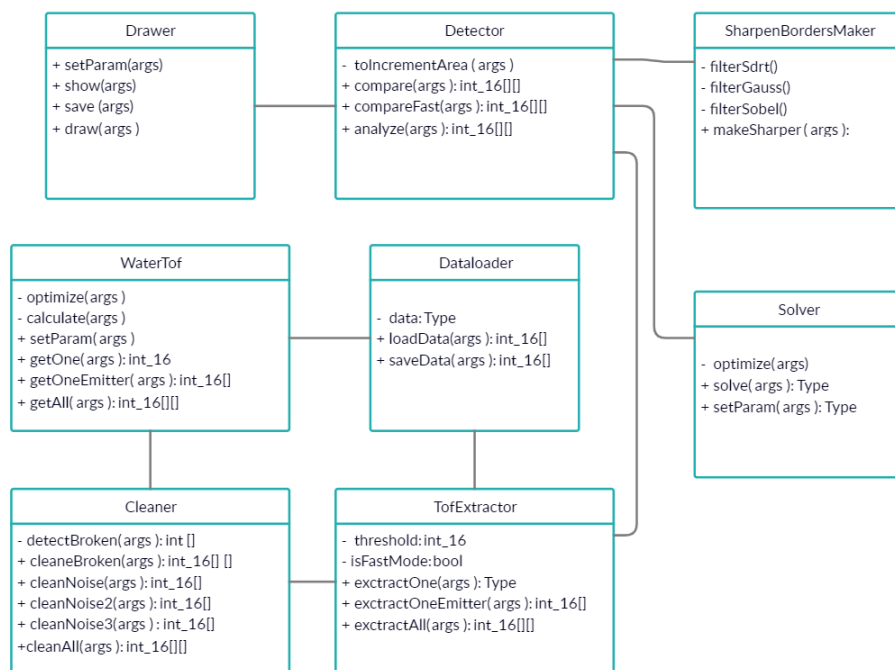 Drawer
+ setParam(args)
+ show(args)
+ save (args)
+ draw(args )
Detector
- toIncrementArea ( args )
+ compare(args ): int_16[][]
+ compareFast(args ): int_16[][]
+ analyze(args ): int_16[][]
SharpenBordersMaker
- filterSdrt()
- filterGauss()
- filterSobel()
+ makeSharper ( args ):
WaterTof
- optimize(args )
- calculate(args )
+ setParam( args )
+ getOne( args ): int_16
+ getOneEmitter( args ): int_16[]
+ getAll( args ): int_16[][]
Dataloader
- data: Type
+ loadData(args ): int_16[]
+ saveData(args ): int_16[]
Solver
- optimize( args)
+ solve( args ): Type
+ setParam( args ): Type
Cleaner
- detectBroken(args ): int []
+ cleaneBroken(args ): int_16[] []
+ cleanNoise(args ): int_16[]
+ cleanNoise2(args ): int_16[]
+ cleanNoise3(args ) : int_16[]
+cleanAll(args ): int_16[][]
TofExtractor
- threshold: int_16
- isFastMode: bool
+ exctractOne( args ): Type
+ exctractOneEmitter( args ): int_16[]
+ exctractAll( args ): int_16[][]